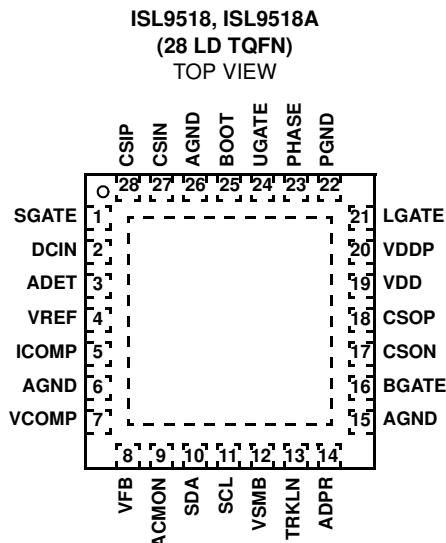 ISL9518, ISL9518A
(28 LD TQFN)
TOP VIEW
CSIP
CSIN
AGND
BOOT
UGATE
PHASE
PGND
28 27 26 25 24 23 22
SGATE 1
DCIN 2
ADET 3
VREF 4
ICOMP 5
AGND 6
VCOMP 7
21 LGATE
20 VDDP
19 VDD
18 CSOP
17 CSON
16 BGATE
15 AGND
8 9 10 11 12 13 14
VFB
ACMON
SDA
SCL
VSMB
TRKLN
ADPR